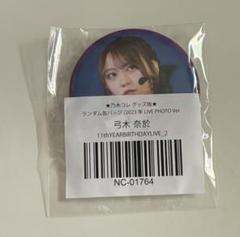 ★乃木コレ グッズ版★
ランダム缶バッジ (2023年 LIVE PHOTO Ver.
弓木 奈於
11thYEARBIRTHDAYLIVE_2
NC-01764